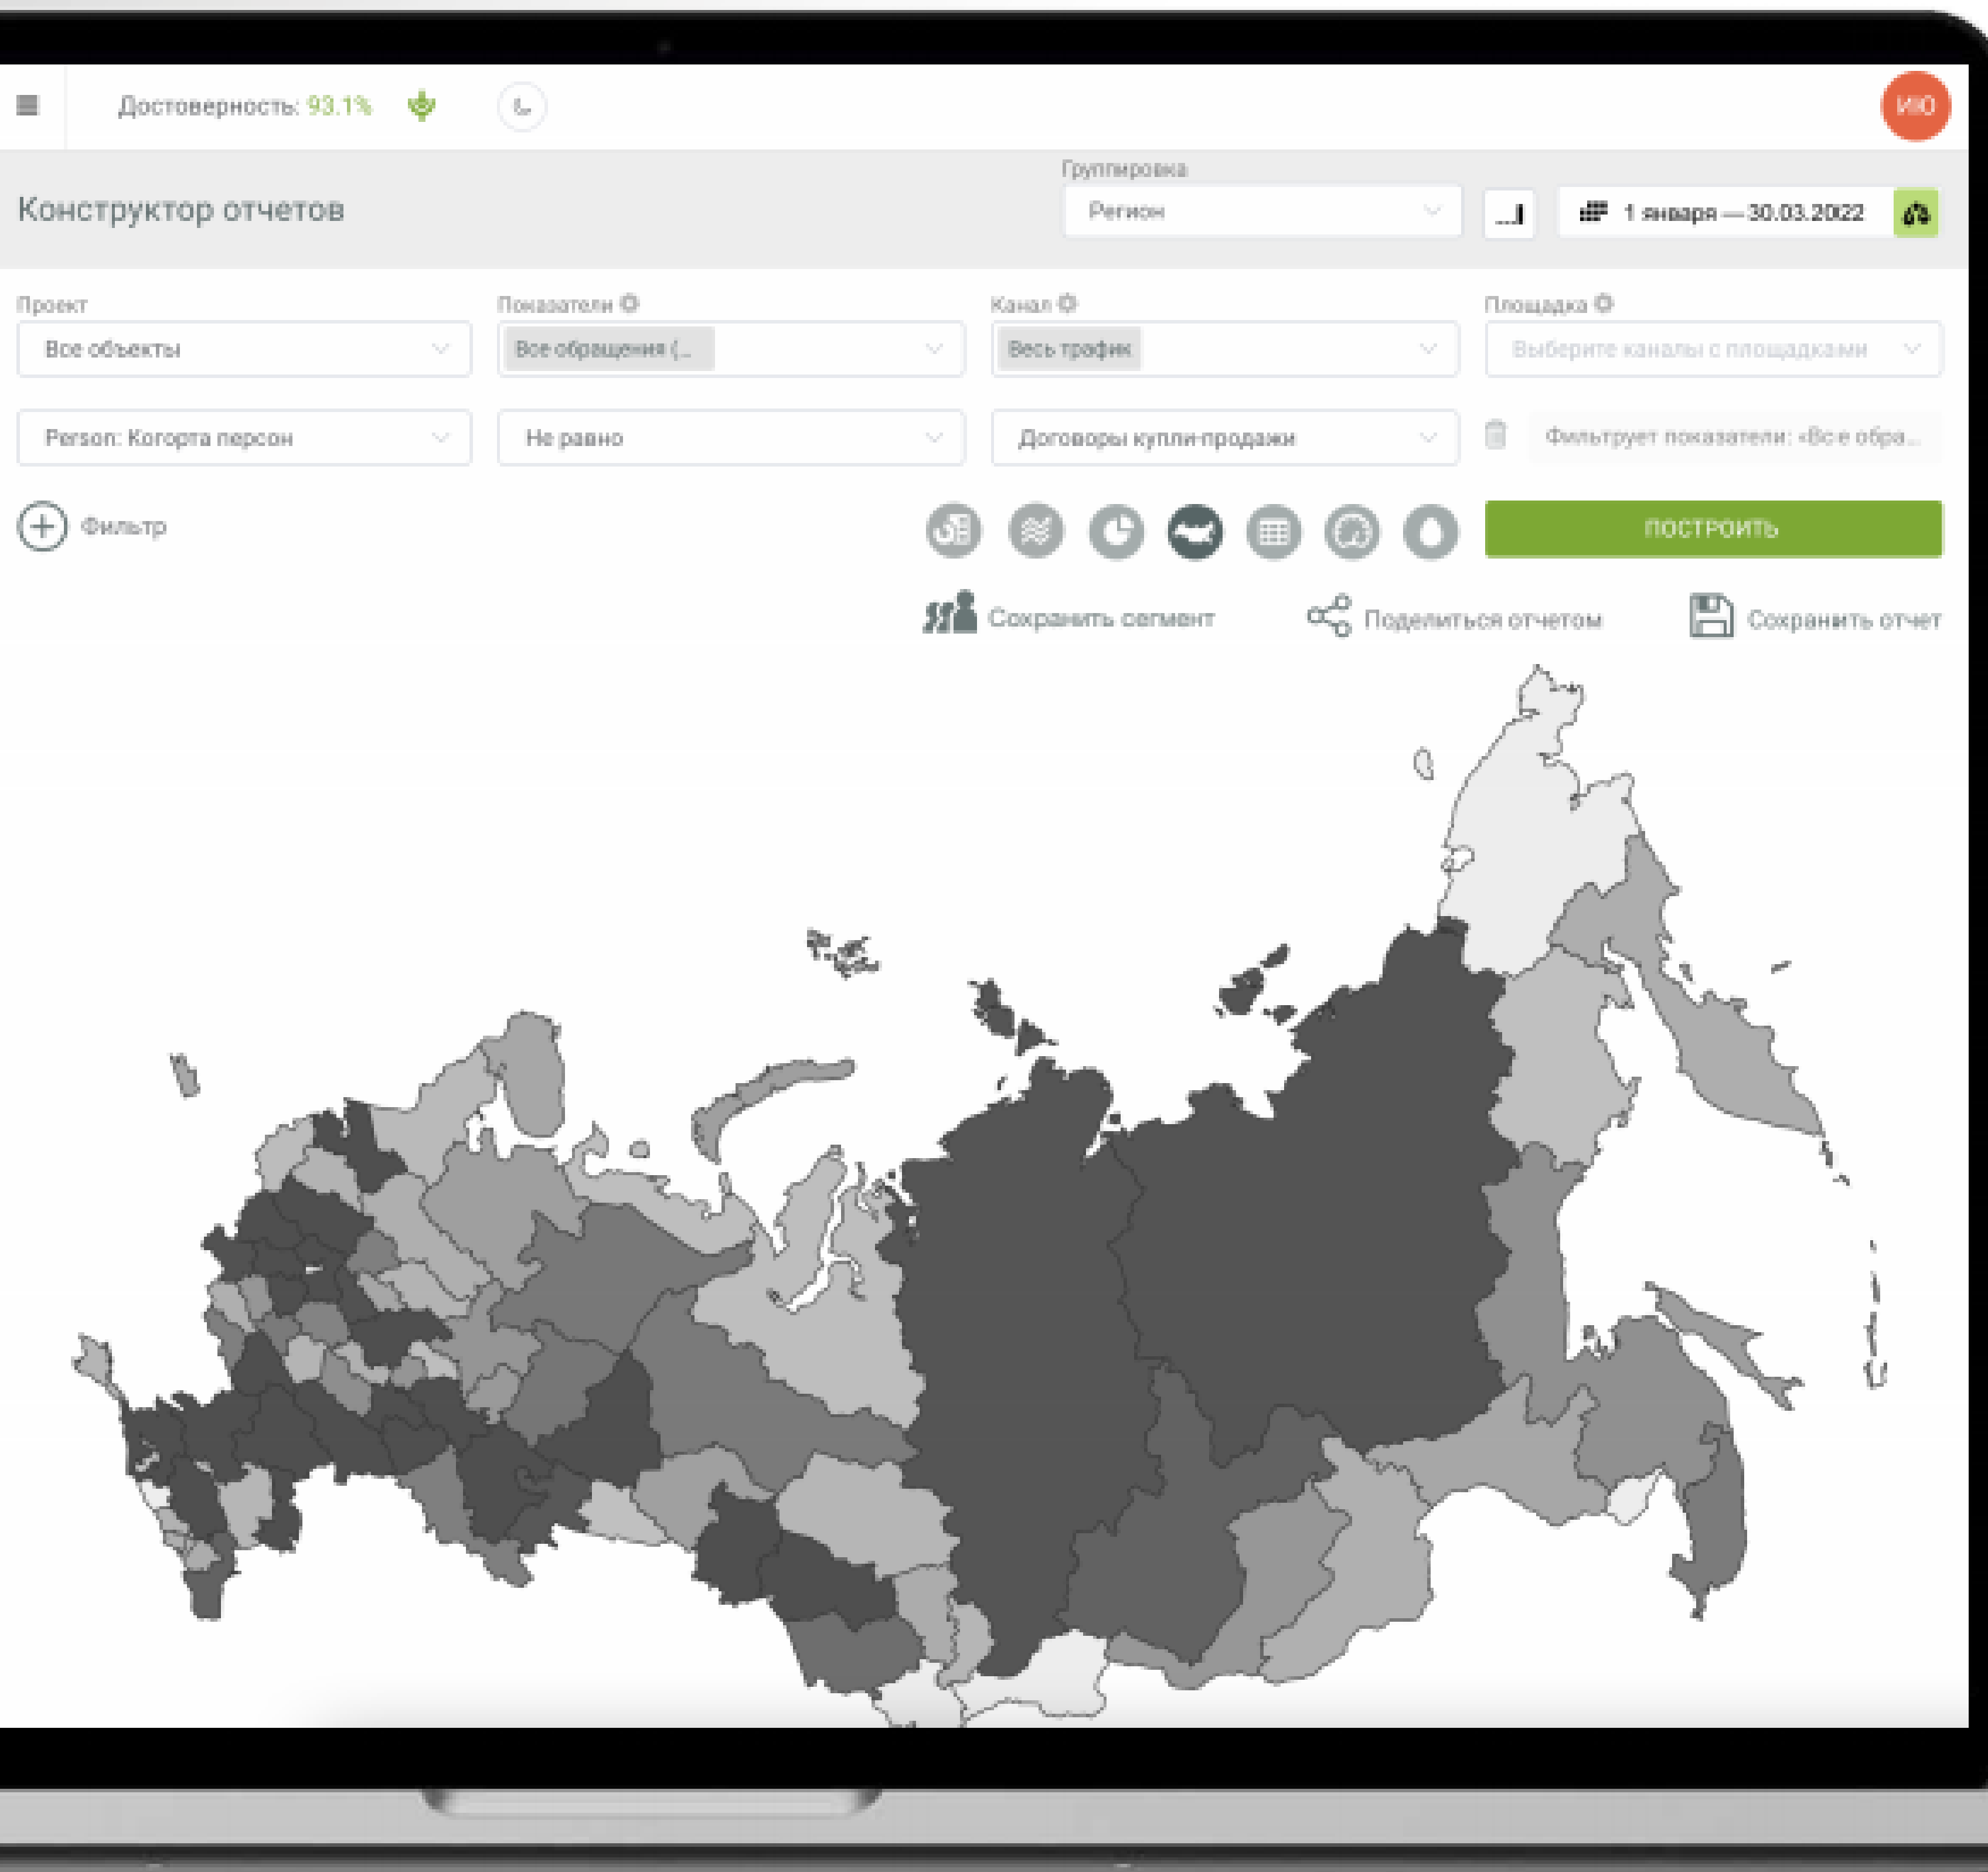 Достоверность: 93.1%
ИЮ
Группировка
Конструктор отчетов
Регион
1 января — 30.03.2022
Проект
Показатели
Канал
Площадка
Все объекты
Все обращения (...
Весь трафик
Выберите каналы с площадками
Person: Когорта персон
Не равно
Договоры купли-продажи
Фильтрует показатели: «Все обра...
Фильтр
ПОСТРОИТЬ
Сохранить сегмент
Поделиться отчетом
Сохранить отчет